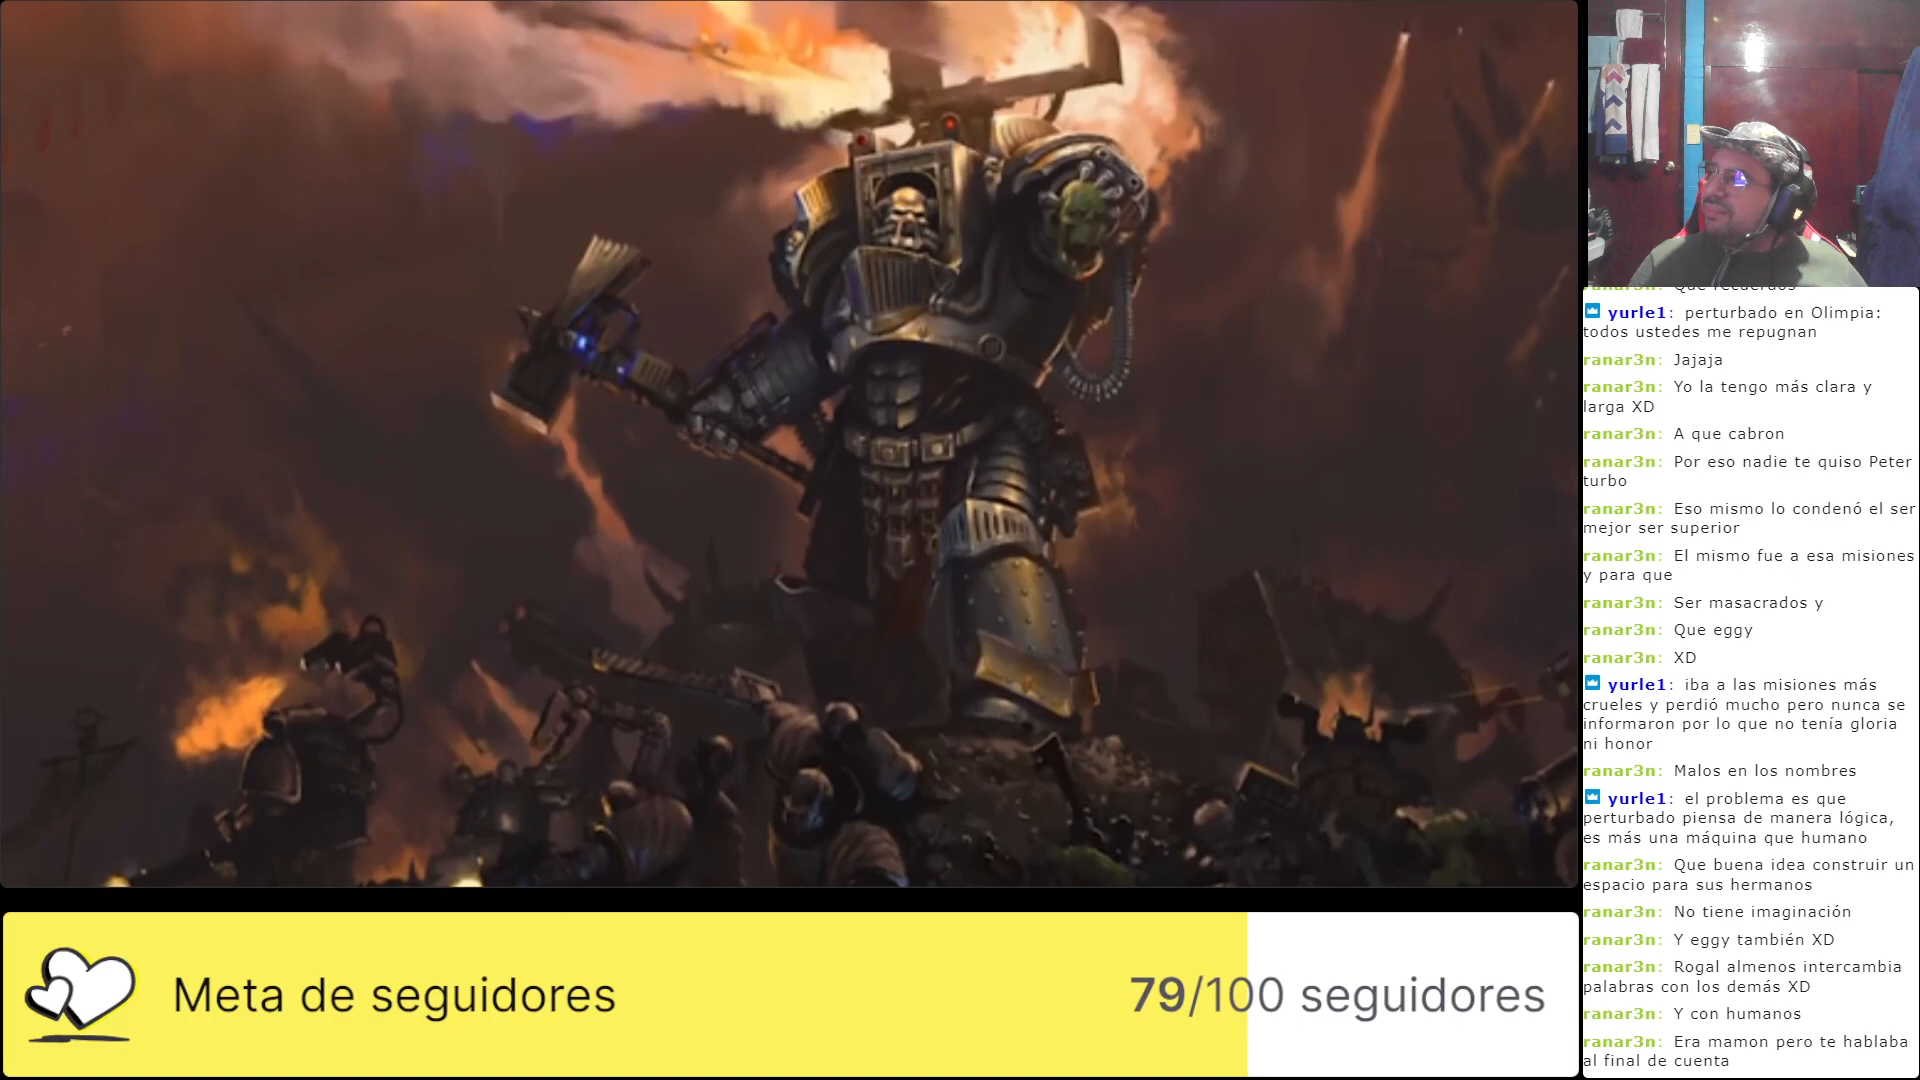 ranar3n: Que recuerdos
yurle1: perturbado en Olimpia:
todos ustedes me repugnan
ranar3n: Jajaja
ranar3n: Yo la tengo más clara y
larga XD
ranar3n: A que cabron
ranar3n: Por eso nadie te quiso Peter
turbo
ranar3n: Eso mismo lo condenó el ser
mejor ser superior
ranar3n: El mismo fue a esa misiones
y para que
ranar3n: Ser masacrados y
ranar3n: Que eggy
ranar3n: XD
yurle1: iba a las misiones más
crueles y perdió mucho pero nunca se
informaron por lo que no tenía gloria
ni honor
ranar3n: Malos en los nombres
yurle1: el problema es que
perturbado piensa de manera lógica,
es más una máquina que humano
ranar3n: Que buena idea construir un
espacio para sus hermanos
ranar3n: No tiene imaginación
ranar3n: Y eggy también XD
ranar3n: Rogal almenos intercambia
palabras con los demás XD
ranar3n: Y con humanos
ranar3n: Era mamon pero te hablaba
al final de cuenta
Meta de seguidores
79/100 seguidores